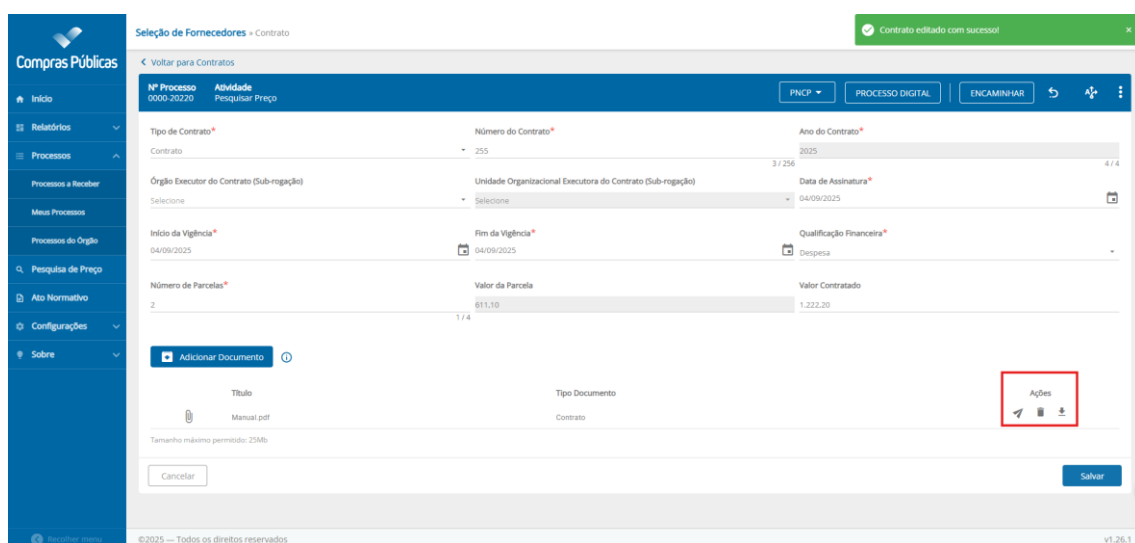 Compras Públicas
Início
Relatórios
Processos
Processos a Receber
Meus Processos
Processos do Órgão
Pesquisa de Preço
Ato Normativo
Configurações
Sobre
Recolher menu
Seleção de Fornecedores » Contrato
Contrato editado com sucesso! ×
Voltar para Contratos
Nº Processo Atividade
0000-20220 Pesquisar Preço
PNCP PROCESSO DIGITAL ENCAMINHAR
Tipo de Contrato* Número do Contrato* Ano do Contrato*
Contrato 255 2025
3 / 256 4 / 4
Órgão Executor do Contrato (Sub-rogação) Unidade Organizacional Executora do Contrato (Sub-rogação) Data de Assinatura*
Selecione Selecione 04/09/2025
Início da Vigência* Fim da Vigência* Qualificação Financeira*
04/09/2025 04/09/2025 Despesa
Número de Parcelas* Valor da Parcela Valor Contratado
2 611,10 1.222,20
1 / 4
Adicionar Documento
Título Tipo Documento Ações
Manual.pdf Contrato
Tamanho máximo permitido: 25Mb
Cancelar Salvar
©2025 — Todos os direitos reservados v1.26.1